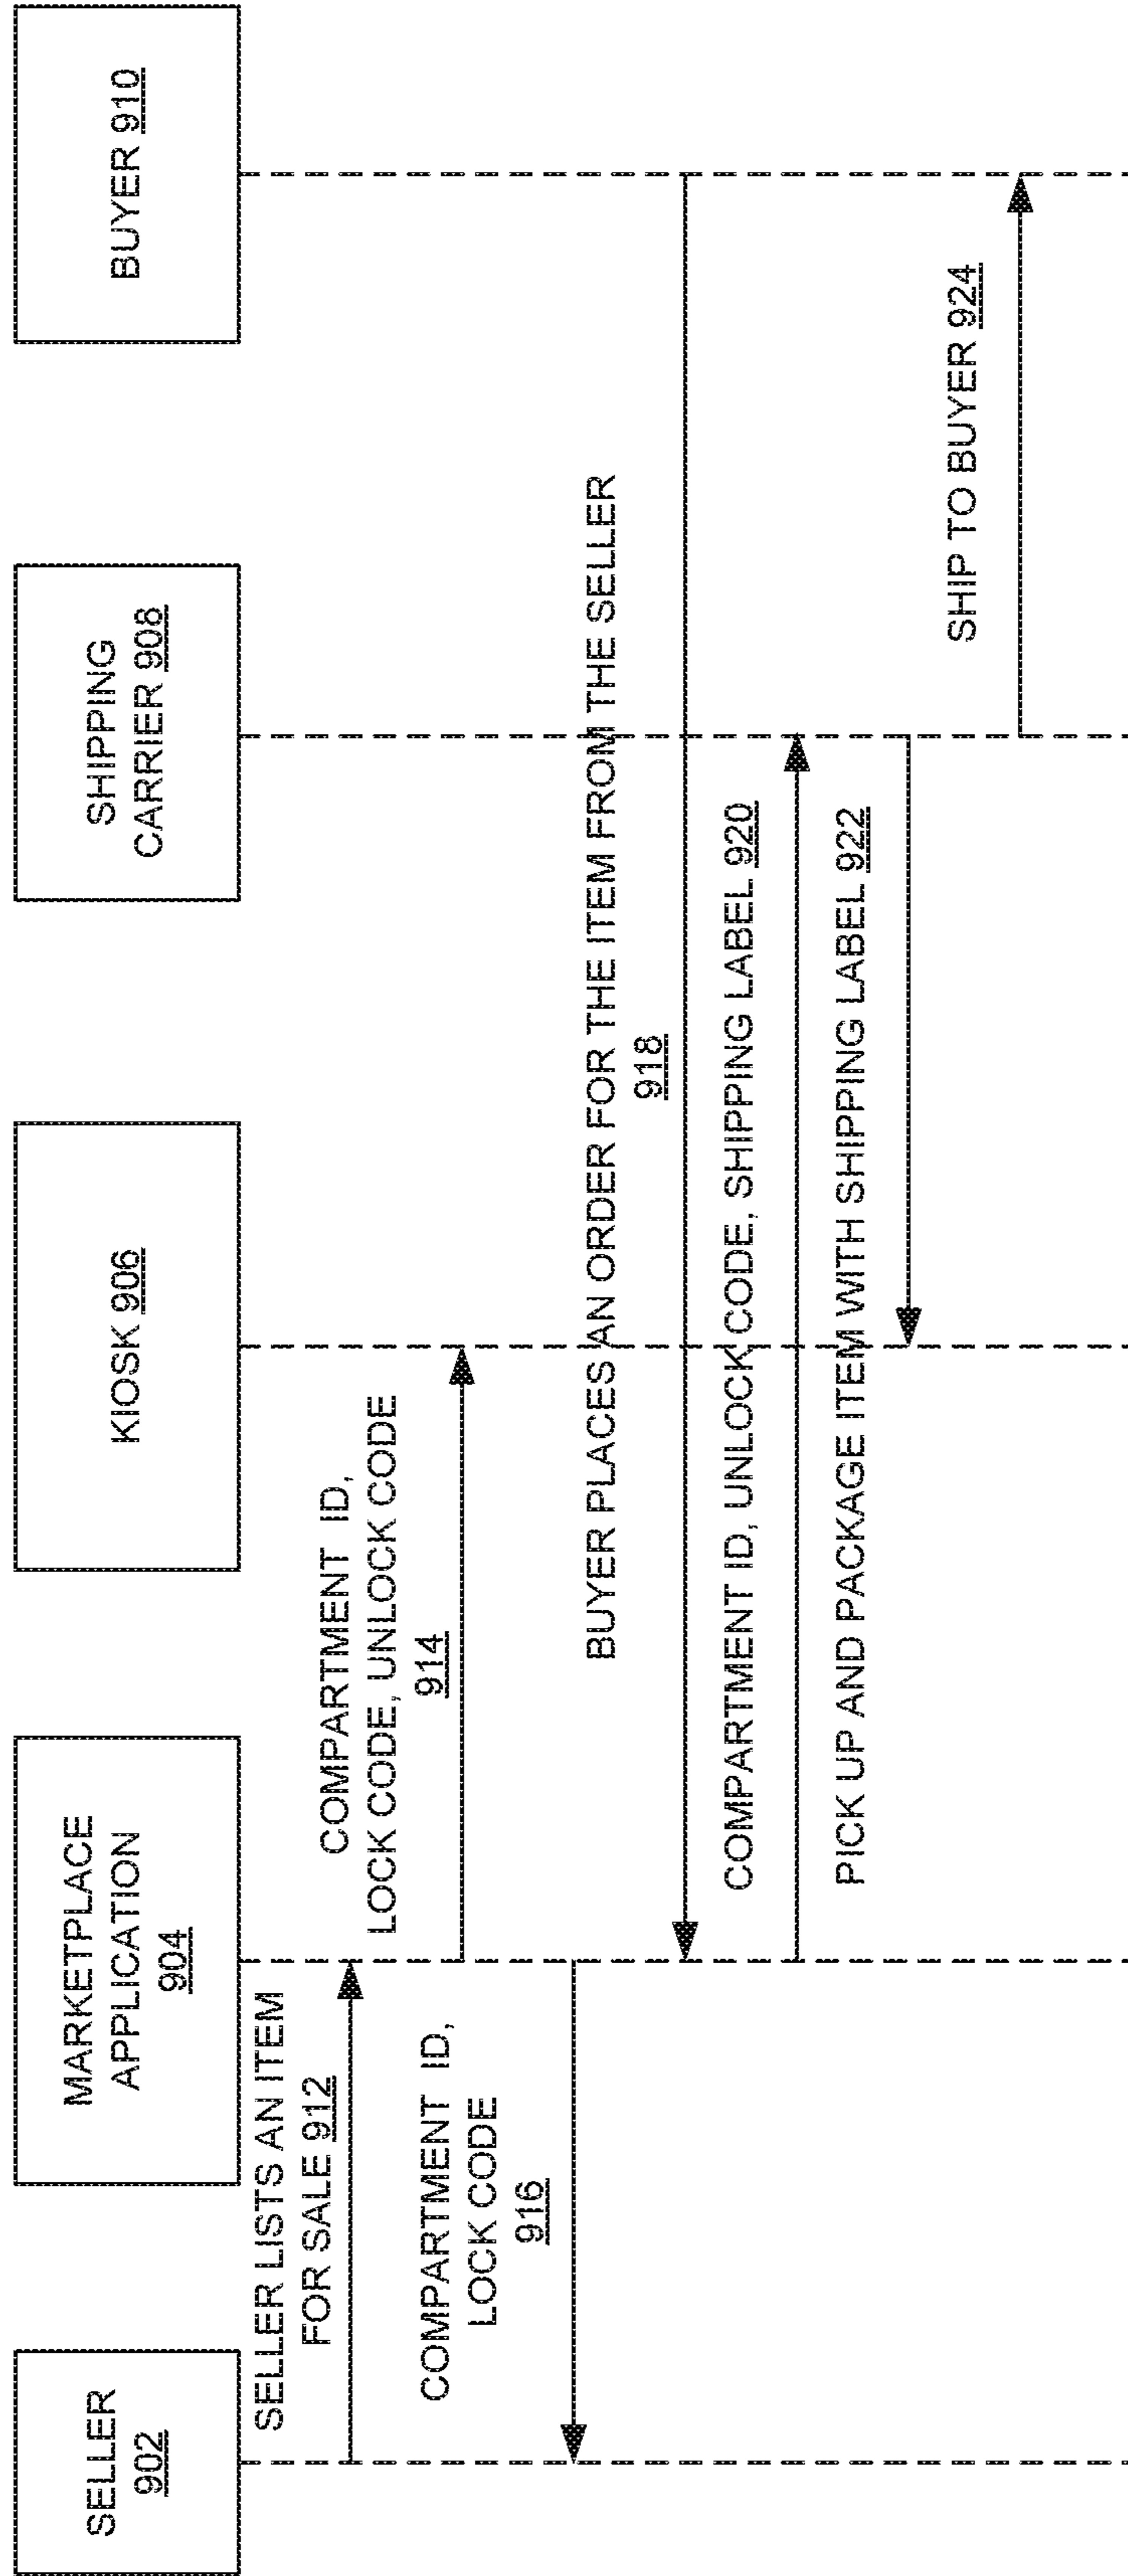 SELLER
902
MARKETPLACE
APPLICATION
904
KIOSK 906
SHIPPING
CARRIER 908
BUYER 910
SELLER LISTS AN ITEM
FOR SALE 912
COMPARTMENT ID,
LOCK CODE, UNLOCK CODE
914
COMPARTMENT ID,
LOCK CODE
916
BUYER PLACES AN ORDER FOR THE ITEM FROM THE SELLER
918
COMPARTMENT ID, UNLOCK CODE, SHIPPING LABEL 920
PICK UP AND PACKAGE ITEM WITH SHIPPING LABEL 922
SHIP TO BUYER 924